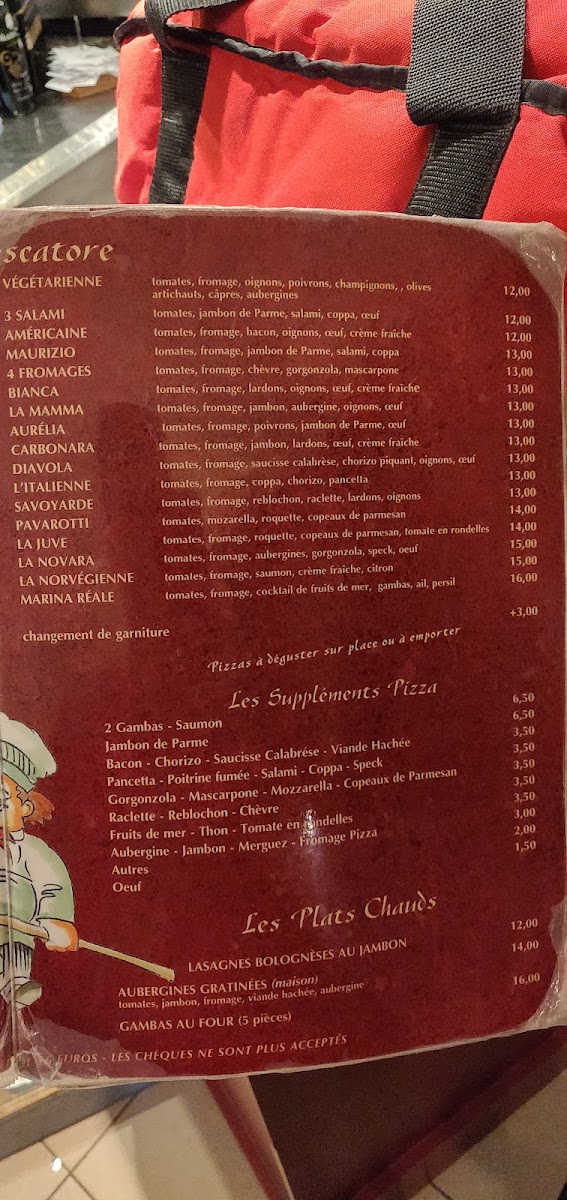 scatore
VÉGÉTARIENNE tomates, fromage, oignons, poivrons, champignons, , olives
artichauts, câpres, aubergines 12,00
3 SALAMI tomates, jambon de Parme, salami, coppa, œuf 12,00
AMÉRICAINE tomates, fromage, bacon, oignons, œuf, crème fraîche 12,00
MAURIZIO tomates, fromage, jambon de Parme, salami, coppa 13,00
4 FROMAGES tomates, fromage, chèvre, gorgonzola, mascarpone 13,00
BIANCA tomates, fromage, lardons, oignons, œuf, crème fraîche 13,00
LA MAMMA tomates, fromage, jambon, aubergine, oignons, œuf 13,00
AURÉLIA tomates, fromage, poivrons, jambon de Parme, œuf 13,00
CARBONARA tomates, fromage, jambon, lardons, œuf, crème fraîche 13,00
DIAVOLA tomates, fromage, saucisse calabrèse, chorizo piquant, oignons, œuf 13,00
L'ITALIENNE tomates, fromage, coppa, chorizo, pancetta 13,00
SAVOYARDE tomates, fromage, reblochon, raclette, lardons, oignons 13,00
PAVAROTTI tomates, mozarella, roquette, copeaux de parmesan 14,00
LA JUVE tomates, fromage, roquette, copeaux de parmesan, tomate en rondelles 14,00
LA NOVARA tomates, fromage, aubergines, gorgonzola, speck, oeuf 15,00
LA NORVÉGIENNE tomates, fromage, saumon, crème fraîche, citron 15,00
MARINA RÉALE tomates, fromage, cocktail de fruits de mer, gambas, ail, persil 16,00
changement de garniture +3,00
Pizzas à déguster sur place ou à emporter
Les Suppléments Pizza
2 Gambas - Saumon 6,50
Jambon de Parme 6,50
Bacon - Chorizo - Saucisse Calabrése - Viande Hachée 3,50
Pancetta - Poitrine fumée - Salami - Coppa - Speck 3,50
Gorgonzola - Mascarpone - Mozzarella - Copeaux de Parmesan 3,50
Raclette - Reblochon - Chèvre 3,50
Fruits de mer - Thon - Tomate en rondelles 3,50
Aubergine - Jambon - Merguez - Fromage Pizza 3,00
Autres 2,00
Oeuf 1,50
Les Plats Chauds
LASAGNES BOLOGNÈSES AU JAMBON 12,00
AUBERGINES GRATINÉES (maison) 14,00
tomates, jambon, fromage, viande hachée, aubergine
GAMBAS AU FOUR (5 pièces) 16,00
EUROS - LES CHÈQUES NE SONT PLUS ACCEPTÉS